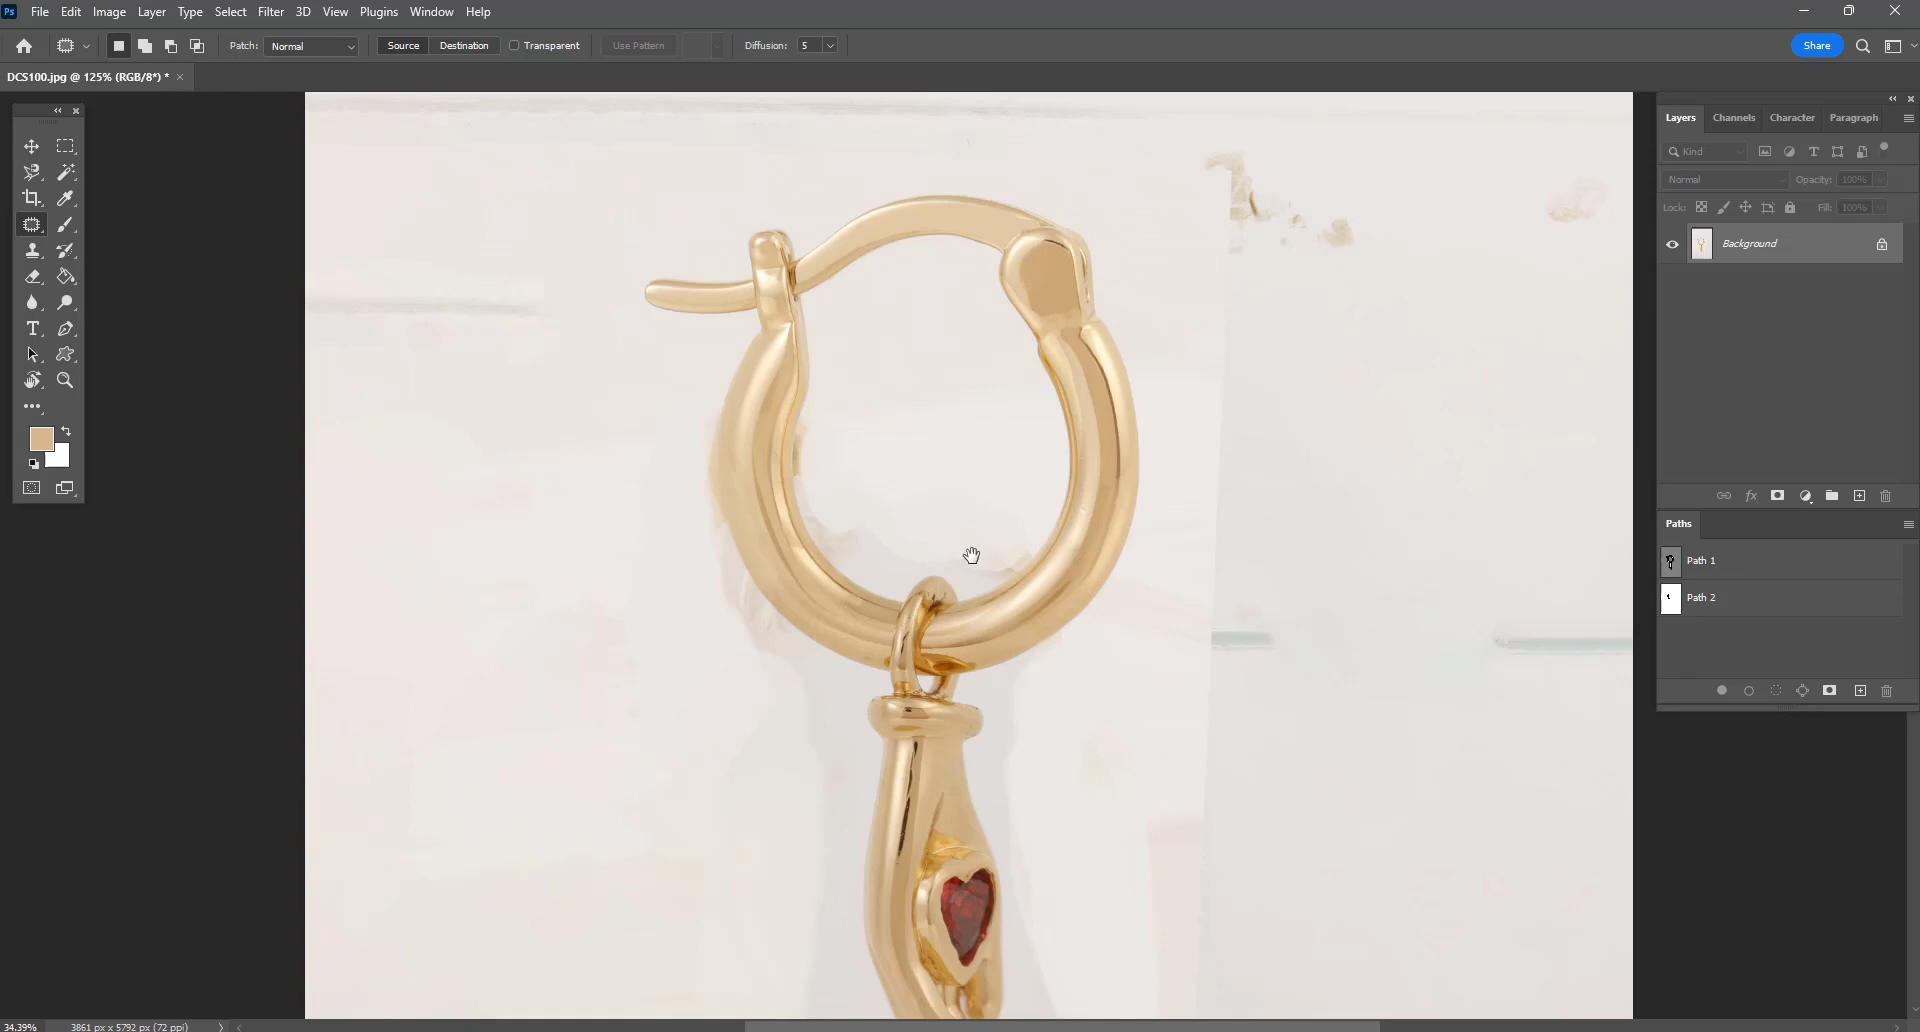 Ps File Edit Image Layer Type Select Filter 3D View Plugins Window Help
Patch: Normal Source Destination Transparent Use Pattern Diffusion: 5 Share
DCS100.jpg @ 125% (RGB/8*) *
Layers Channels Character Paragraph
Kind
Normal Opacity: 100%
Lock: Fill: 100%
Background
Paths
Path 1
Path 2
34.39% 3861 px x 5792 px (72 ppi)